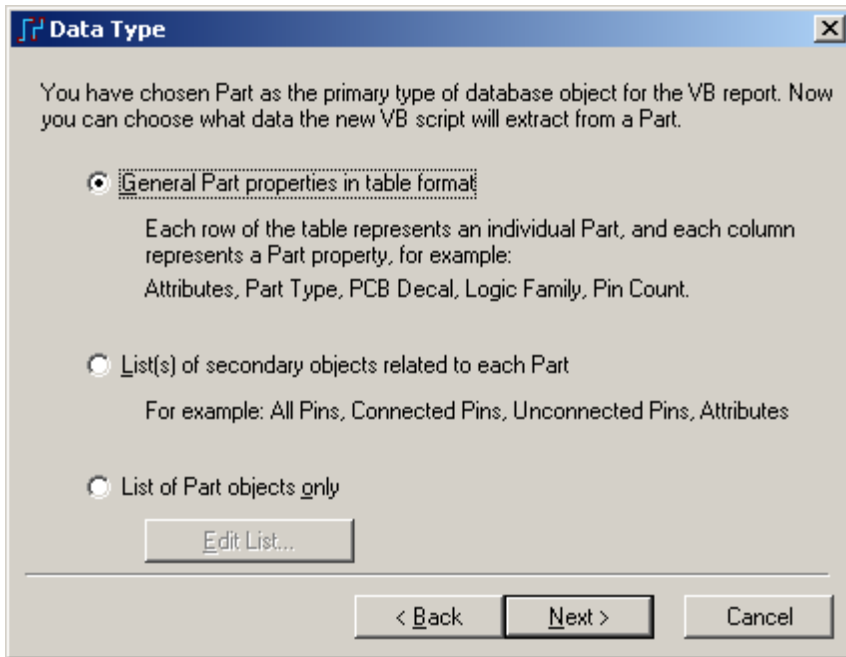 Data Type
You have chosen Part as the primary type of database object for the VB report. Now
you can choose what data the new VB script will extract from a Part.
General Part properties in table format
Each row of the table represents an individual Part, and each column
represents a Part property, for example:
Attributes, Part Type, PCB Decal, Logic Family, Pin Count.
List(s) of secondary objects related to each Part
For example: All Pins, Connected Pins, Unconnected Pins, Attributes
List of Part objects only
Edit List...
< Back Next > Cancel